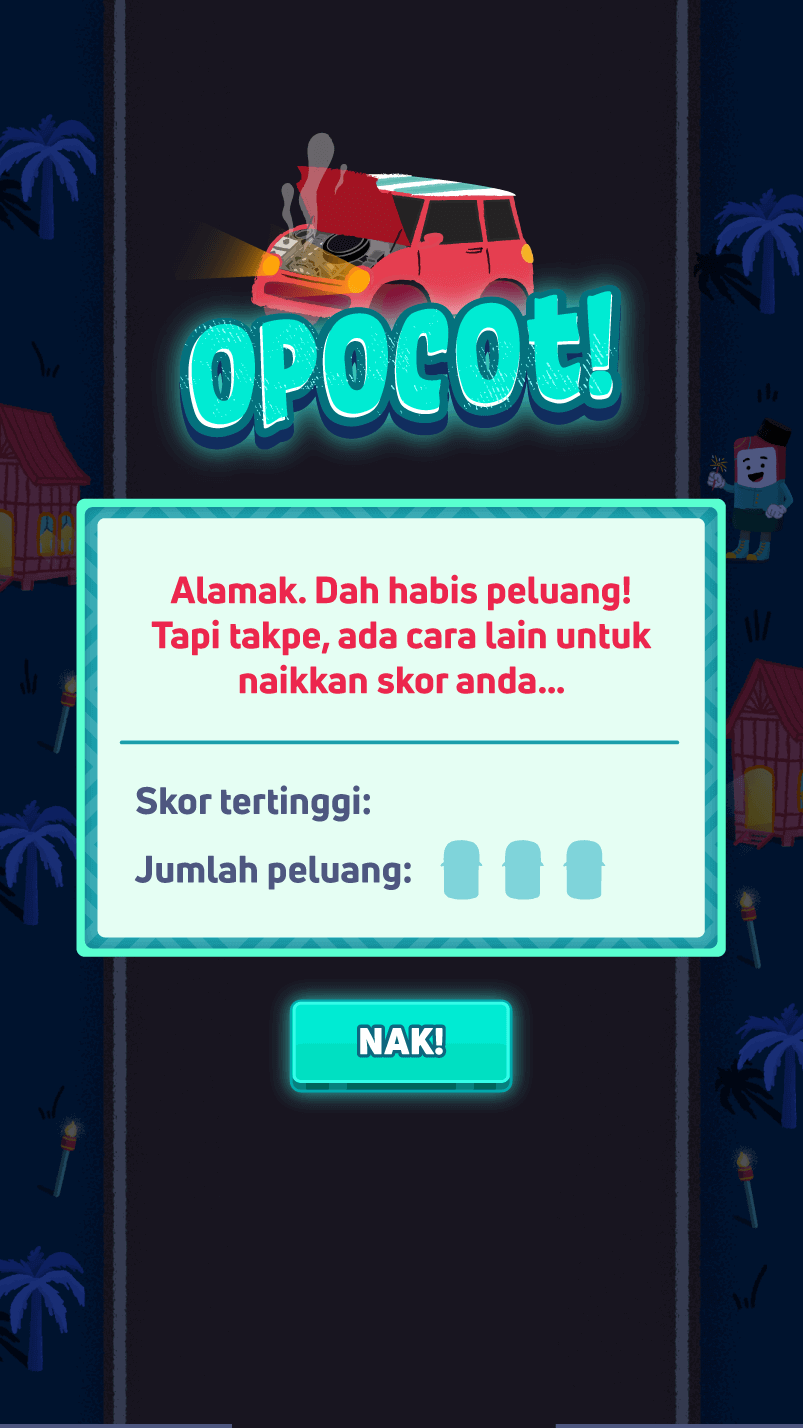 OPOCOt!
Alamak. Dah habis peluang!
Tapi takpe, ada cara lain untuk
naikkan skor anda...
Skor tertinggi:
Jumlah peluang:
NAK!